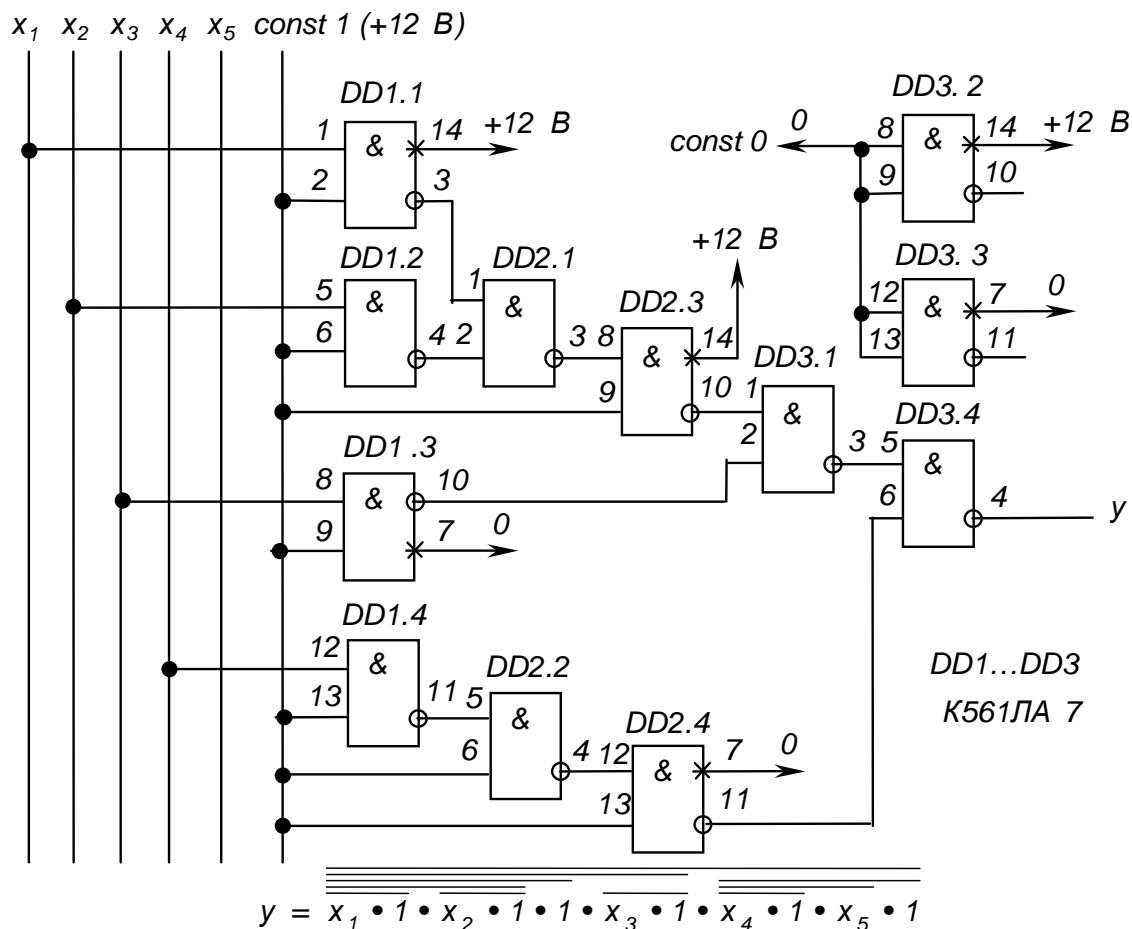 x1 x2 x3 x4 x5 const 1 (+12 В)
DD1.1
1 & 14 +12 В
2 3
DD3. 2
const 0 0 8 & 14 +12 В
9 10
DD1.2
5 &
6 4
DD2.1
1 &
2 3
+12 В
DD2.3
8 & 14
9 10
DD3. 3
12 & 7 0
13 11
DD3.1
1 &
2 3
DD3.4
5 &
6 4 y
DD1 .3
8 & 10
9 7 0
DD1.4
12 &
13 11
DD2.2
5 &
6 4
DD2.4
12 & 7 0
13 11
DD1...DD3
К561ЛА 7
y = x1 • 1 • x2 • 1 • 1 • x3 • 1 • x4 • 1 • x5 • 1